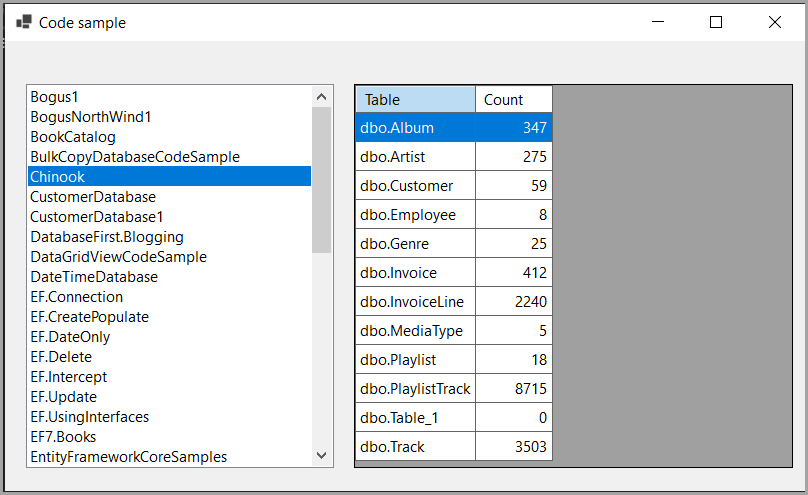 Code sample
Bogus1
BogusNorthWind1
BookCatalog
BulkCopyDatabaseCodeSample
Chinook
CustomerDatabase
CustomerDatabase1
DatabaseFirst.Blogging
DataGridViewCodeSample
DateTimeDatabase
EF.Connection
EF.CreatePopulate
EF.DateOnly
EF.Delete
EF.Intercept
EF.Update
EF.UsingInterfaces
EF7.Books
EntityFrameworkCoreSamples
Table Count
dbo.Album 347
dbo.Artist 275
dbo.Customer 59
dbo.Employee 8
dbo.Genre 25
dbo.Invoice 412
dbo.InvoiceLine 2240
dbo.MediaType 5
dbo.Playlist 18
dbo.PlaylistTrack 8715
dbo.Table_1 0
dbo.Track 3503